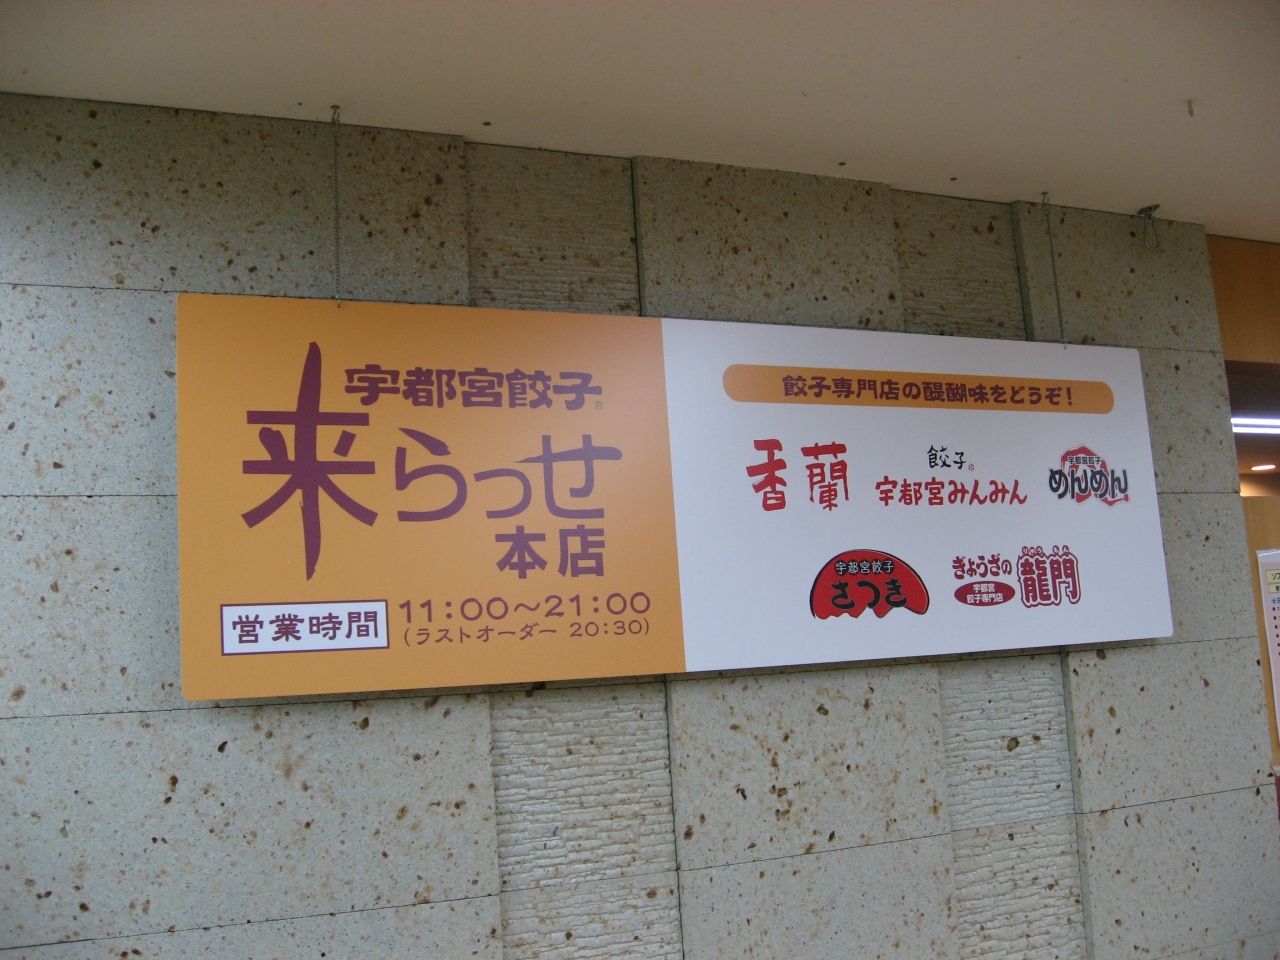 宇都宮餃子®
来らっせ
本店
営業時間 11:00～21:00
(ラストオーダー 20:30)
餃子専門店の醍醐味をどうぞ!
香蘭
餃子®
宇都宮みんみん
宇都宮餃子
めんめん
宇都宮餃子
さつき
ぎょうざの
宇都宮
餃子専門店
龍門